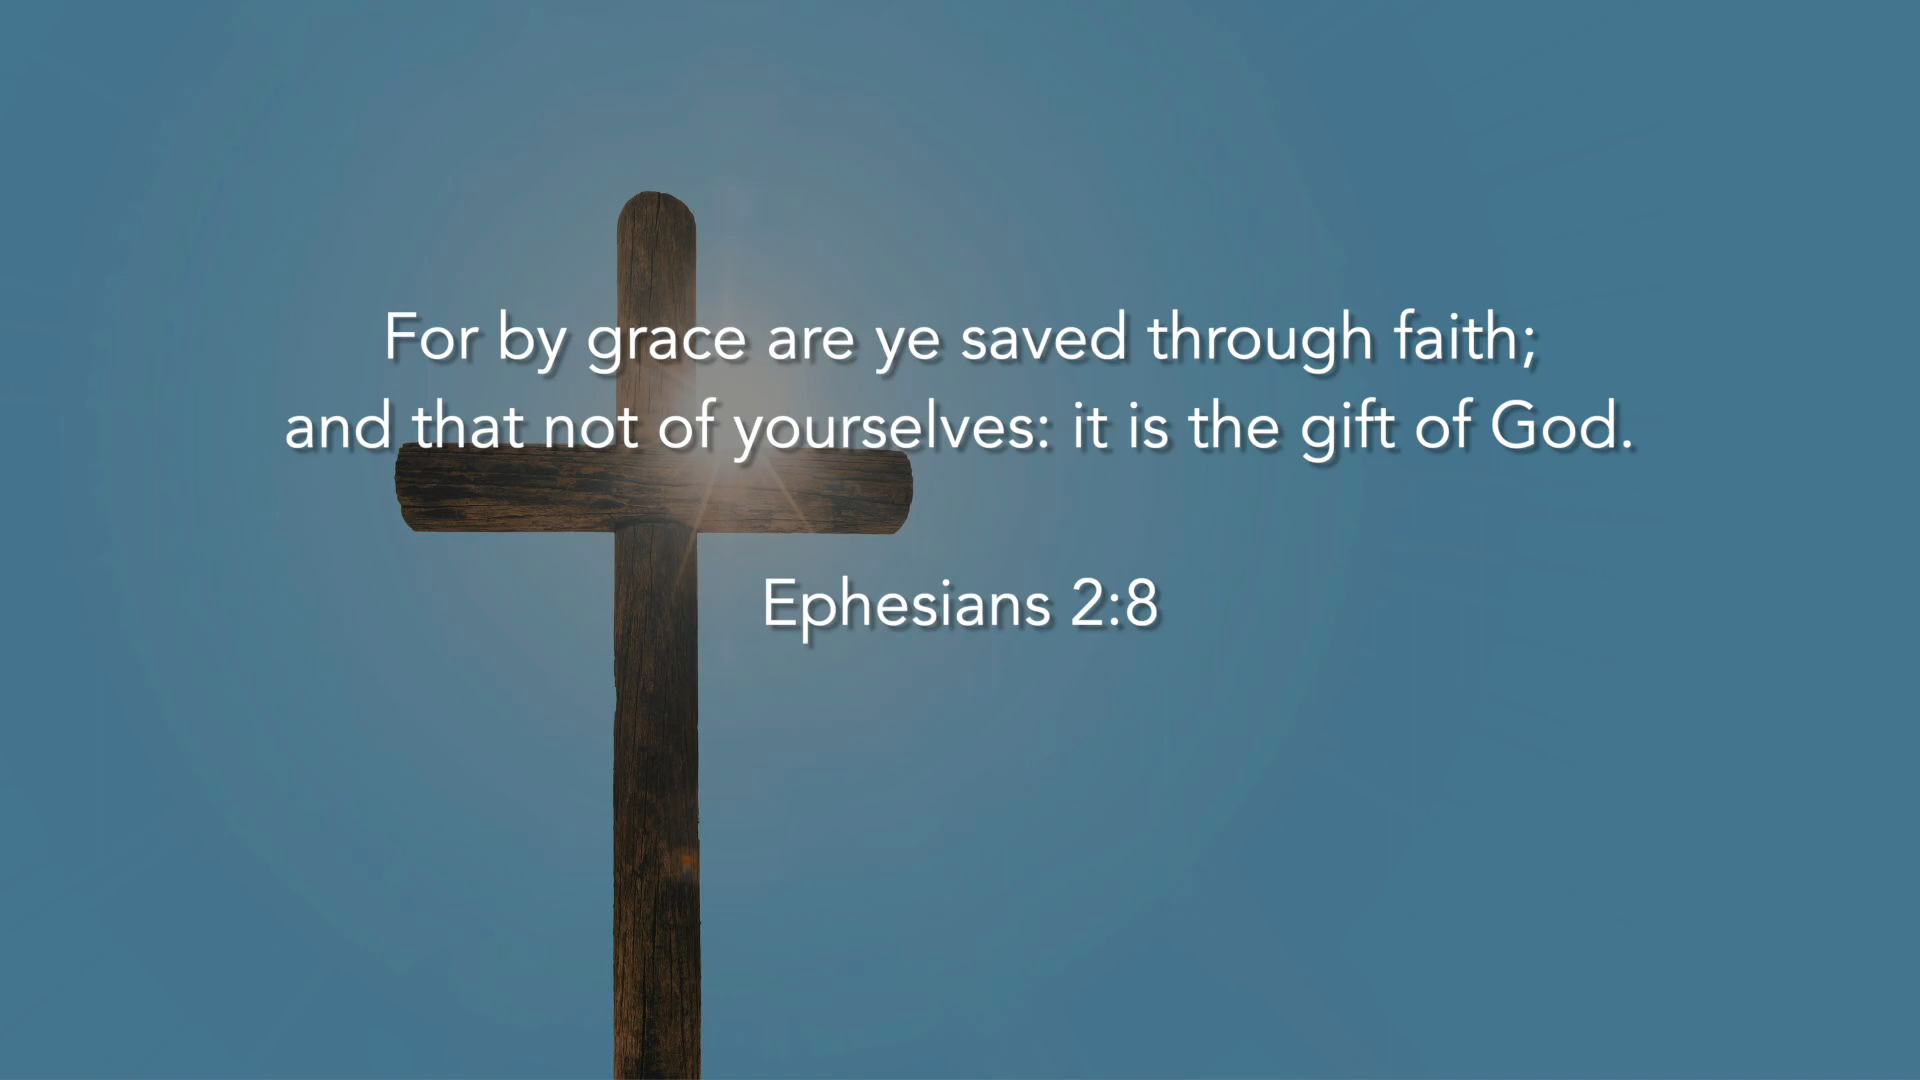 For by grace are ye saved through faith;
and that not of yourselves: it is the gift of God.
Ephesians 2:8